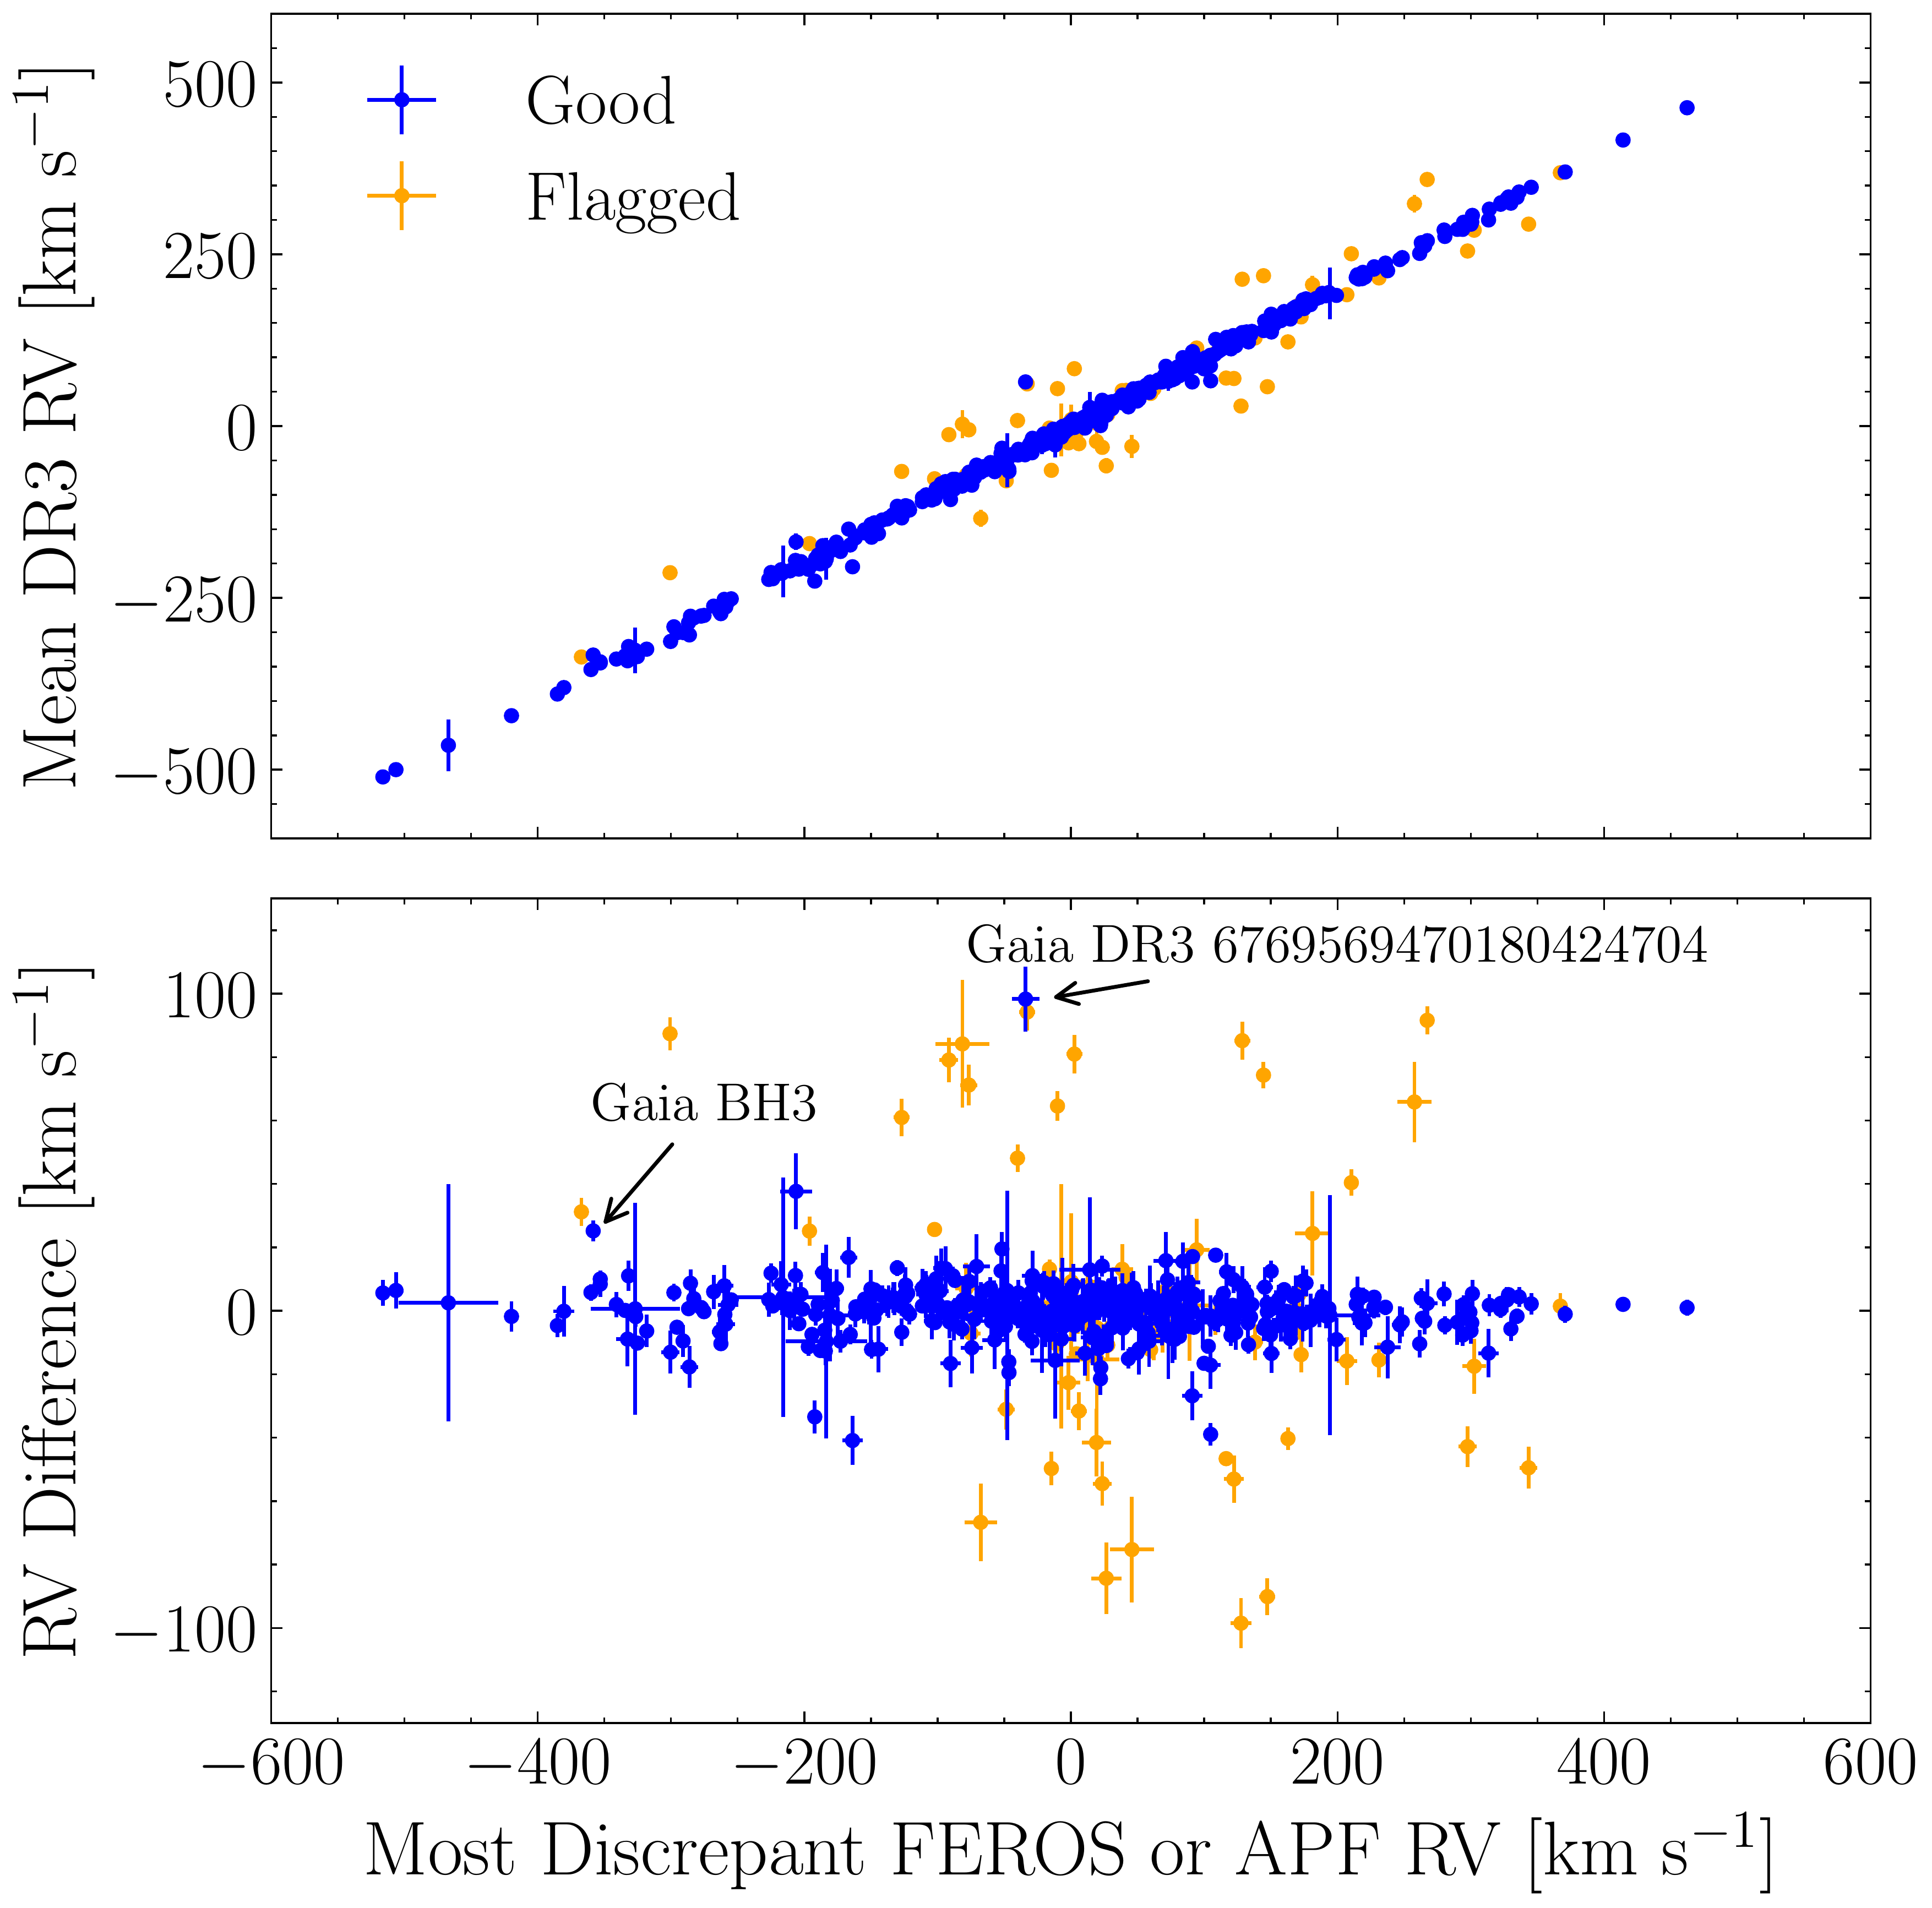 Mean DR3 RV [km s⁻¹]
500
250
0
−250
−500
Good
Flagged
RV Difference [km s⁻¹]
100
0
−100
Gaia DR3 6769569470180424704
Gaia BH3
−600 −400 −200 0 200 400 600
Most Discrepant FEROS or APF RV [km s⁻¹]